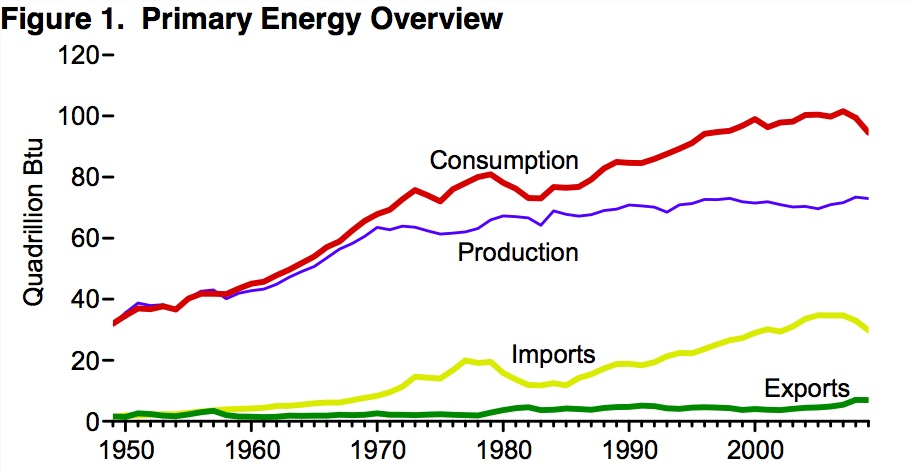 Figure 1. Primary Energy Overview
120
100
80
60
40
20
0
Quadrillion Btu
Consumption
Production
Imports
Exports
1950 1960 1970 1980 1990 2000